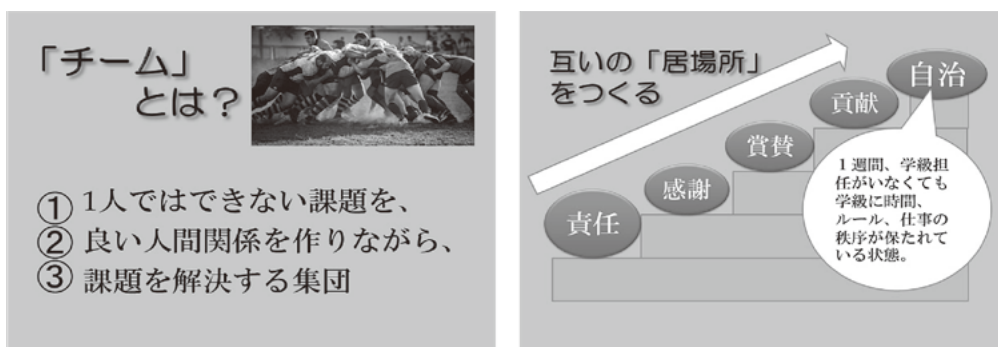 「チーム」
とは？
① 1人ではできない課題を、
② 良い人間関係を作りながら、
③ 課題を解決する集団
互いの「居場所」
をつくる
自治
貢献
賞賛
感謝
責任
１週間、学級担
任がいなくても
学級に時間、
ルール、仕事の
秩序が保たれて
いる状態。